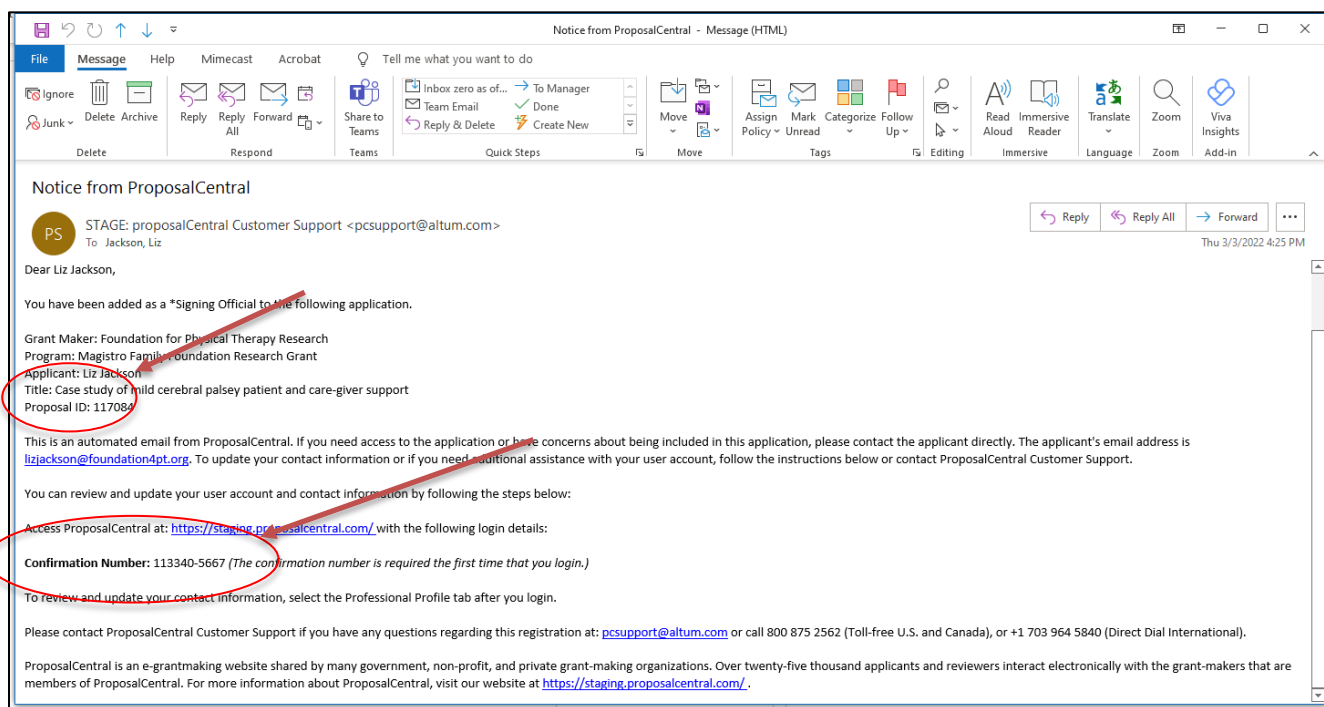 Notice from ProposalCentral - Message (HTML)
File Message Help Mimecast Acrobat Tell me what you want to do
Ignore
Junk
Delete
Archive
Reply
Reply All
Forward
Share to Teams
Inbox zero as of...
To Manager
Team Email
Done
Reply & Delete
Create New
Move
Assign Policy
Mark Unread
Categorize
Follow Up
Read Aloud
Immersive Reader
Translate
Zoom
Viva Insights
Delete Respond Teams Quick Steps Move Tags Editing Immersive Language Zoom Add-in
Notice from ProposalCentral
PS
STAGE: proposalCentral Customer Support <pcsupport@altum.com>
To Jackson, Liz
Reply Reply All Forward
Thu 3/3/2022 4:25 PM
Dear Liz Jackson,
You have been added as a *Signing Official to the following application.
Grant Maker: Foundation for Physical Therapy Research
Program: Magistro Family Foundation Research Grant
Applicant: Liz Jackson
Title: Case study of mild cerebral palsey patient and care-giver support
Proposal ID: 117084
This is an automated email from ProposalCentral. If you need access to the application or have concerns about being included in this application, please contact the applicant directly. The applicant's email address is
lizjackson@foundation4pt.org. To update your contact information or if you need additional assistance with your user account, follow the instructions below or contact ProposalCentral Customer Support.
You can review and update your user account and contact information by following the steps below:
Access ProposalCentral at: https://staging.proposalcentral.com/ with the following login details:
Confirmation Number: 113340-5667 (The confirmation number is required the first time that you login.)
To review and update your contact information, select the Professional Profile tab after you login.
Please contact ProposalCentral Customer Support if you have any questions regarding this registration at: pcsupport@altum.com or call 800 875 2562 (Toll-free U.S. and Canada), or +1 703 964 5840 (Direct Dial International).
ProposalCentral is an e-grantmaking website shared by many government, non-profit, and private grant-making organizations. Over twenty-five thousand applicants and reviewers interact electronically with the grant-makers that are
members of ProposalCentral. For more information about ProposalCentral, visit our website at https://staging.proposalcentral.com/ .